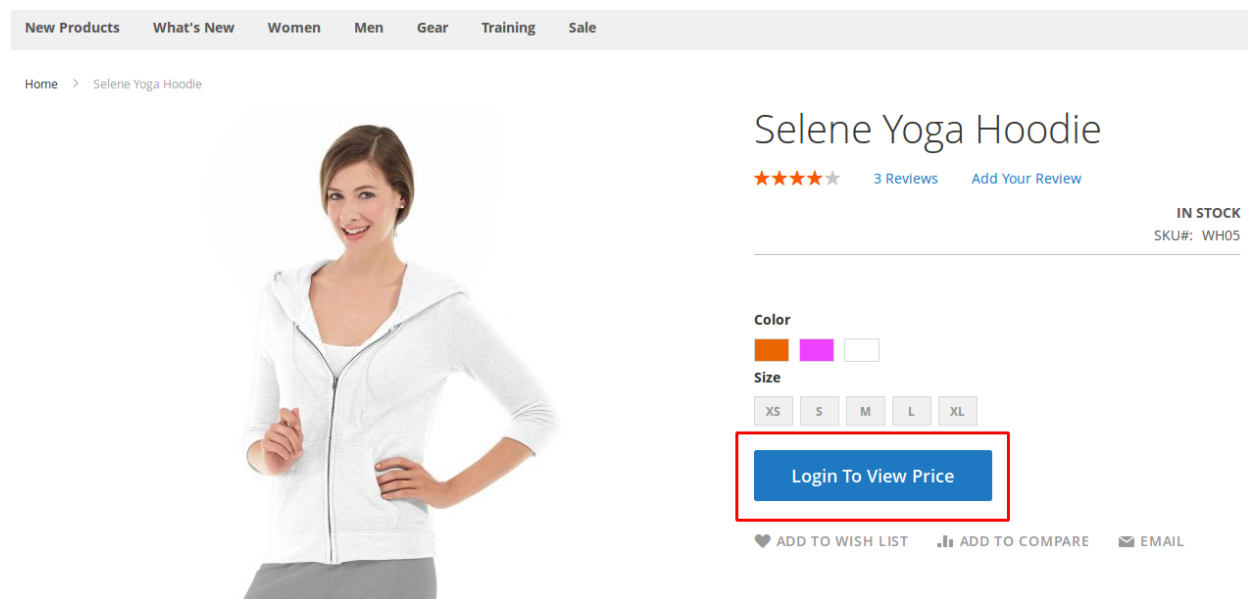 New Products What's New Women Men Gear Training Sale
Home > Selene Yoga Hoodie
Selene Yoga Hoodie
3 Reviews Add Your Review
IN STOCK
SKU#: WH05
Color
Size
XS S M L XL
Login To View Price
ADD TO WISH LIST ADD TO COMPARE EMAIL